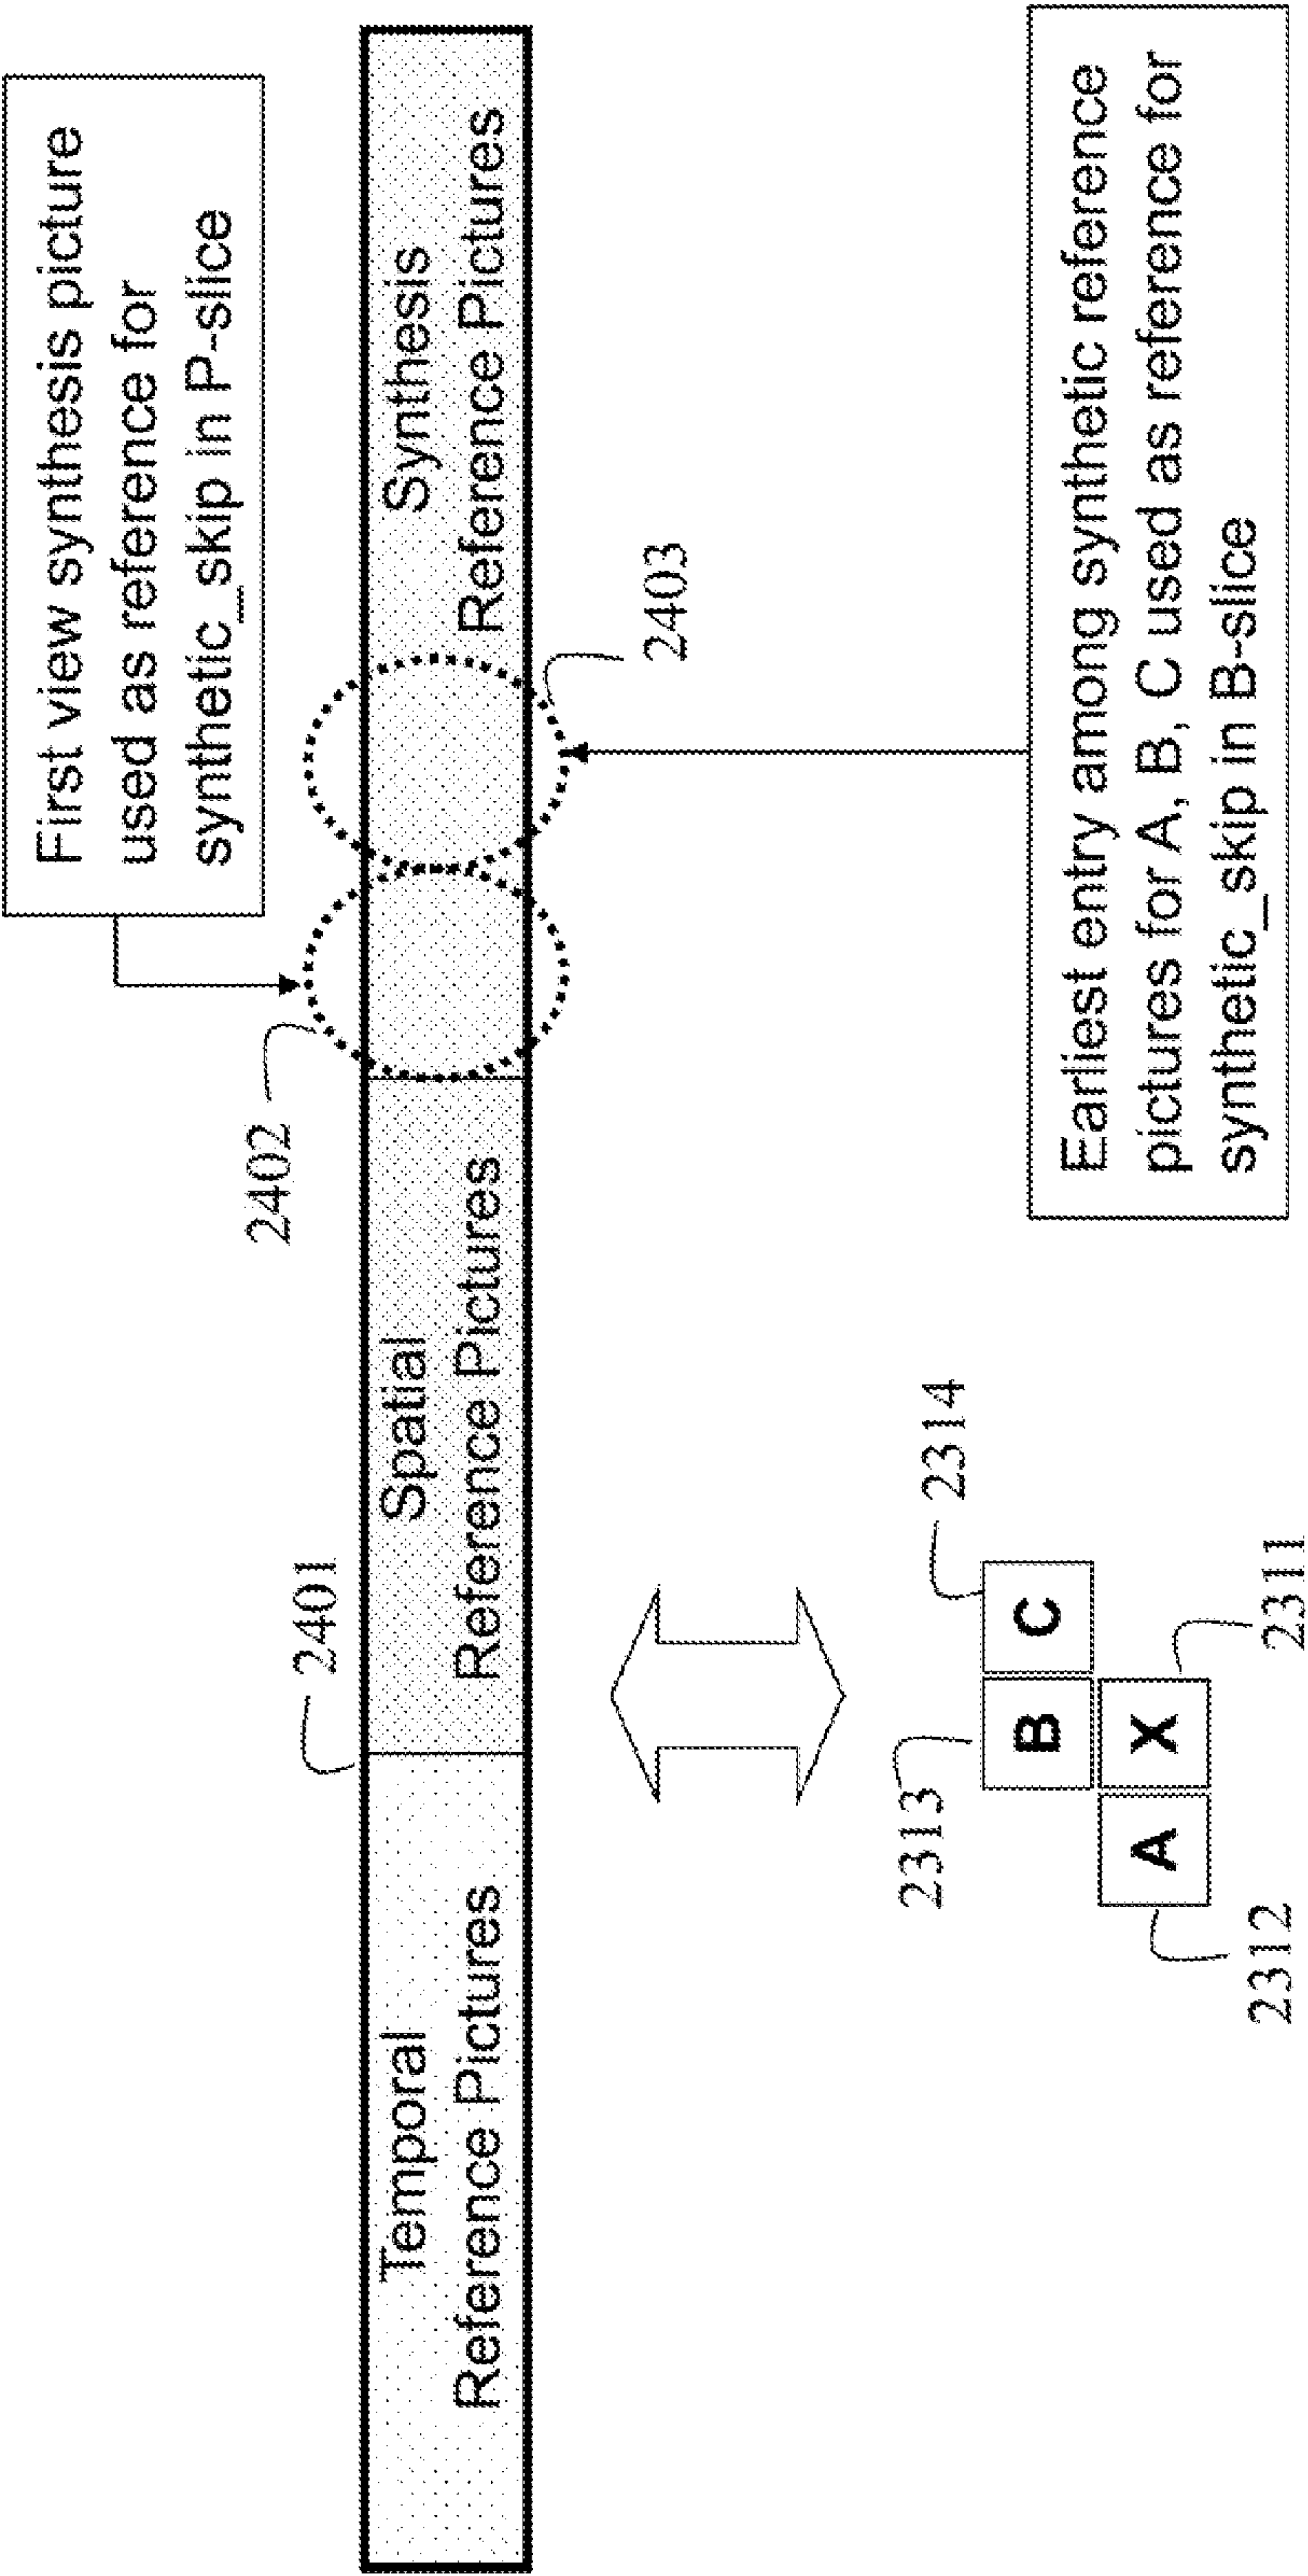 First view synthesis picture
used as reference for
synthetic_skip in P-slice
2401
2402
Temporal
Reference Pictures
Spatial
Reference Pictures
Synthesis
Reference Pictures
2403
2313
2314
B
C
A
X
2312
2311
Earliest entry among synthetic reference
pictures for A, B, C used as reference for
synthetic_skip in B-slice